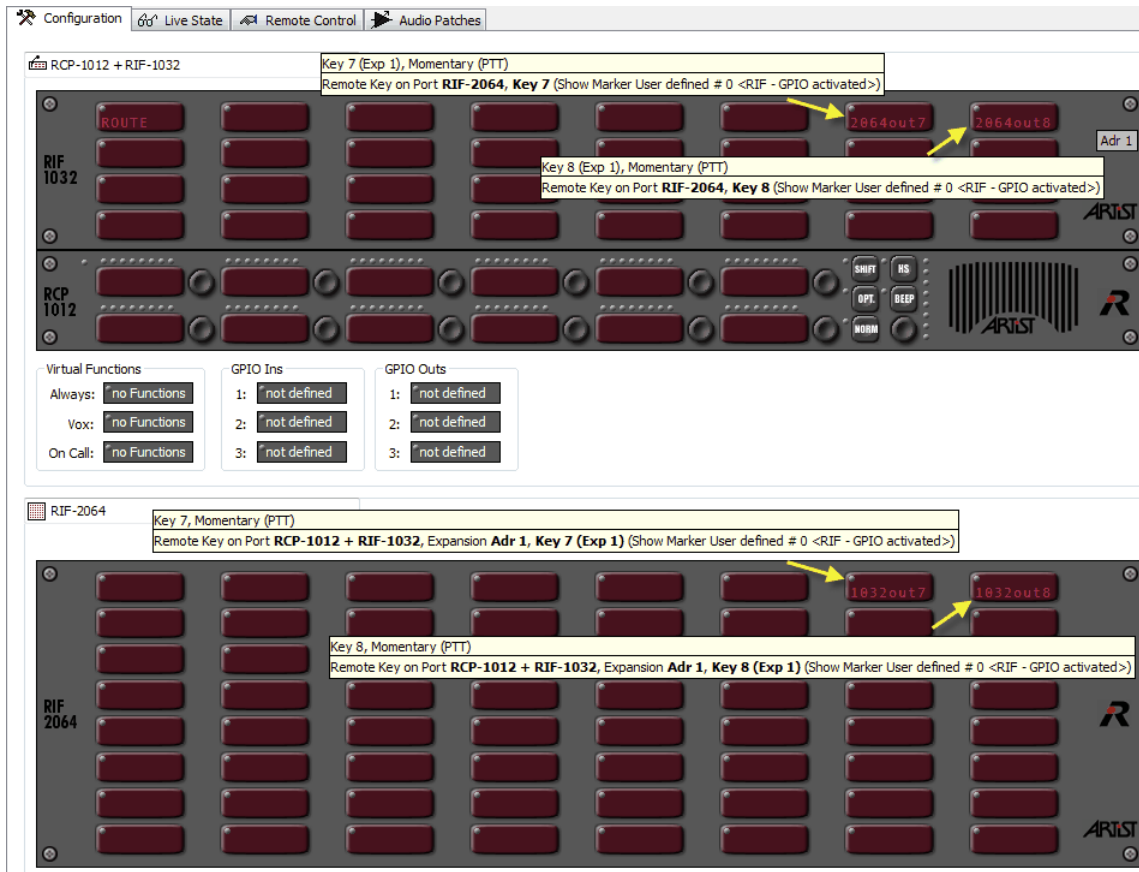 Configuration Live State Remote Control Audio Patches
RCP-1012 + RIF-1032
Key 7 (Exp 1), Momentary (PTT)
Remote Key on Port RIF-2064, Key 7 (Show Marker User defined # 0 <RIF - GPIO activated>)
ROUTE 2064out7 2064out8
Adr 1
Key 8 (Exp 1), Momentary (PTT)
Remote Key on Port RIF-2064, Key 8 (Show Marker User defined # 0 <RIF - GPIO activated>)
RIF
1032
ARTIST
RCP
1012
SHIFT HS
OPT. BEEP
NORM
ARTIST
R
Virtual Functions GPIO Ins GPIO Outs
Always: no Functions 1: not defined 1: not defined
Vox: no Functions 2: not defined 2: not defined
On Call: no Functions 3: not defined 3: not defined
RIF-2064
Key 7, Momentary (PTT)
Remote Key on Port RCP-1012 + RIF-1032, Expansion Adr 1, Key 7 (Exp 1) (Show Marker User defined # 0 <RIF - GPIO activated>)
1032out7 1032out8
Key 8, Momentary (PTT)
Remote Key on Port RCP-1012 + RIF-1032, Expansion Adr 1, Key 8 (Exp 1) (Show Marker User defined # 0 <RIF - GPIO activated>)
RIF
2064
R
ARTIST